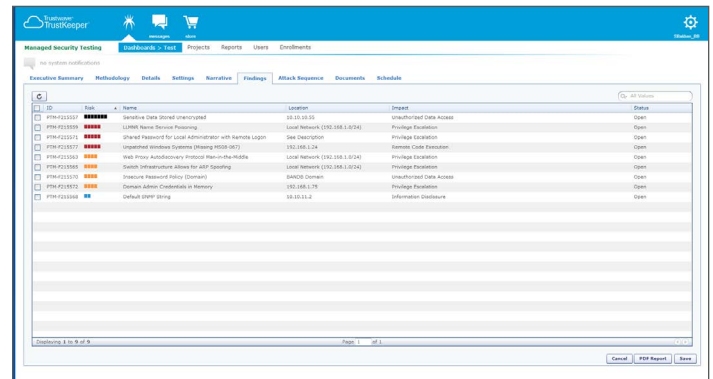 Trustwave
TrustKeeper
messages
store
Managed Security Testing
Dashboards > Test Projects Reports Users Enrollments
no system notifications
Executive Summary Methodology Details Settings Narrative Findings Attack Sequence Documents Schedule
All Values
ID Risk Name Location Impact Status
PTM-F215557 Sensitive Data Stored Unencrypted 10.10.10.55 Unauthorized Data Access Open
PTM-F215559 LLMNR Name Service Poisoning Local Network (192.168.1.0/24) Privilege Escalation Open
PTM-F215571 Shared Password for Local Administrator with Remote Logon See Description Privilege Escalation Open
PTM-F215577 Unpatched Windows Systems (Missing MS08-067) 192.168.1.24 Remote Code Execution Open
PTM-F215563 Web Proxy Autodiscovery Protocol Man-in-the-Middle Local Network (192.168.1.0/24) Privilege Escalation Open
PTM-F215565 Switch Infrastructure Allows for ARP Spoofing Local Network (192.168.1.0/24) Privilege Escalation Open
PTM-F215570 Insecure Password Policy (Domain) Domain Unauthorized Data Access Open
PTM-F215572 Domain Admin Credentials in Memory 192.168.1.75 Privilege Escalation Open
PTM-F215568 Default SNMP String 10.10.11.2 Information Disclosure Open
Displaying 1 to 9 of 9 Page 1 of 1
Cancel PDF Report Save